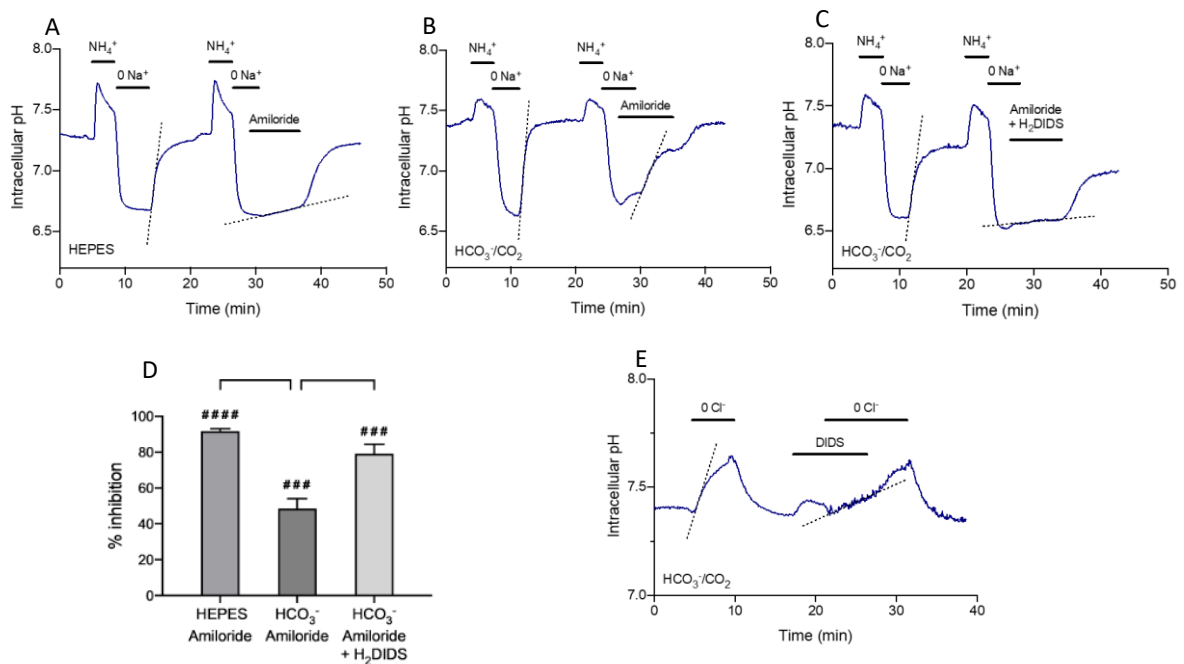 A
NH₄⁺
NH₄⁺
0 Na⁺
0 Na⁺
Amiloride
HEPES
Intracellular pH
8.0
7.5
7.0
6.5
0
10
20
30
40
50
Time (min)
B
NH₄⁺
NH₄⁺
0 Na⁺
0 Na⁺
Amiloride
HCO₃⁻/CO₂
Intracellular pH
8.0
7.5
7.0
6.5
0
10
20
30
40
50
Time (min)
C
NH₄⁺
NH₄⁺
0 Na⁺
0 Na⁺
Amiloride
+ H₂DIDS
HCO₃⁻/CO₂
Intracellular pH
8.0
7.5
7.0
6.5
0
10
20
30
40
50
Time (min)
D
% inhibition
100
80
60
40
20
0
####
###
###
HEPES
Amiloride
HCO₃⁻
Amiloride
HCO₃⁻
Amiloride
+ H₂DIDS
E
0 Cl⁻
0 Cl⁻
DIDS
HCO₃⁻/CO₂
Intracellular pH
8.0
7.5
7.0
0
10
20
30
40
Time (min)